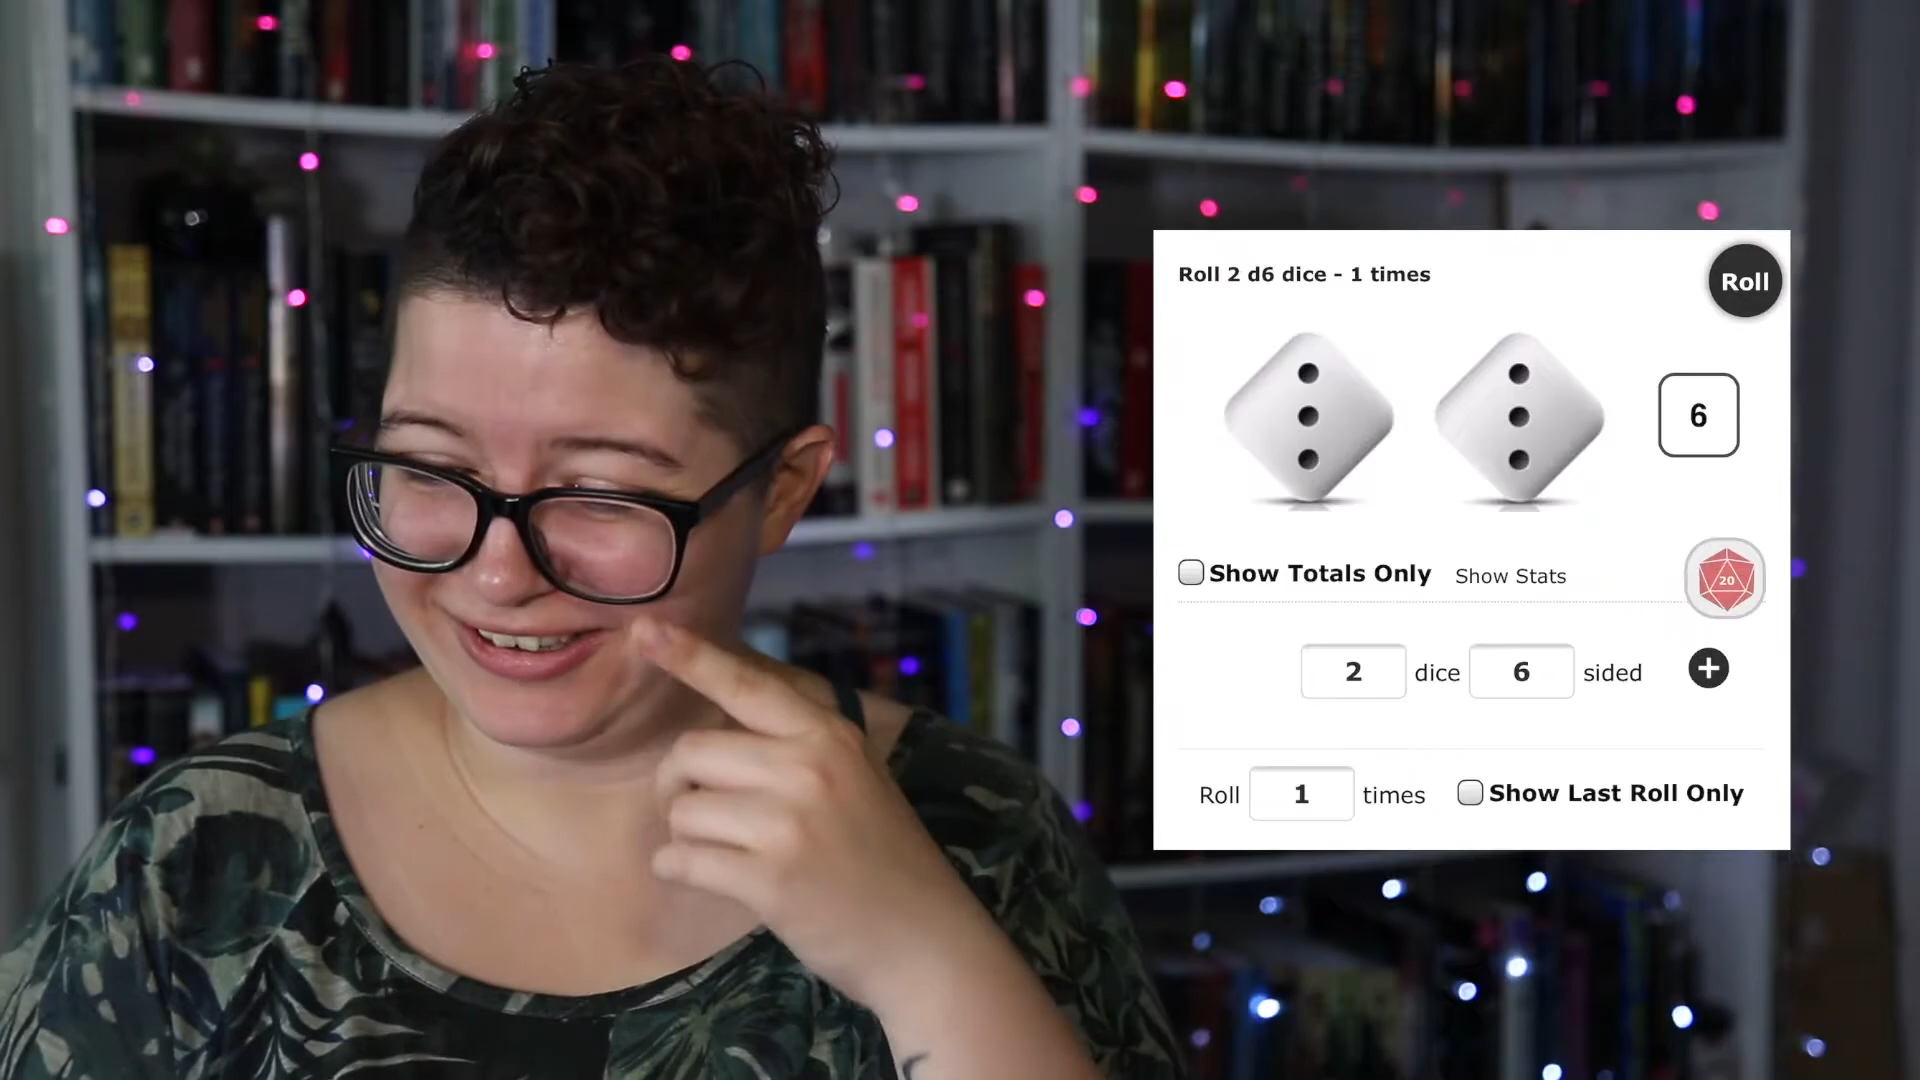 Roll 2 d6 dice - 1 times
Roll
6
Show Totals Only Show Stats
20
2 dice 6 sided +
Roll 1 times Show Last Roll Only